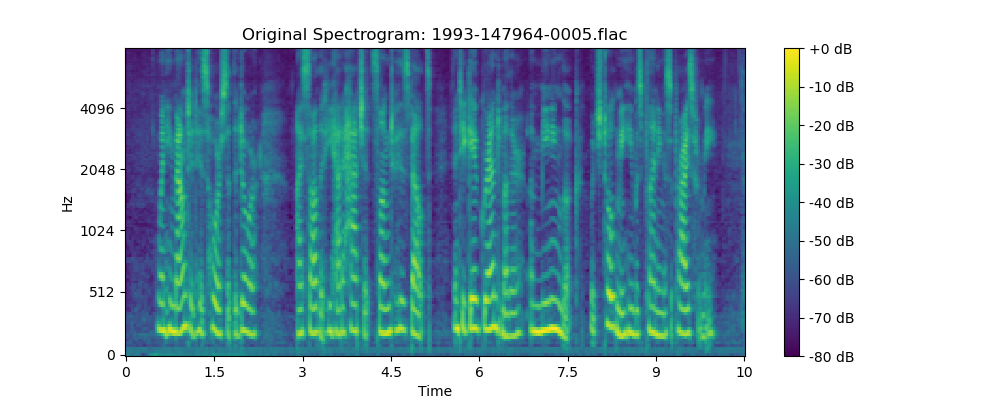 Original Spectrogram: 1993-147964-0005.flac
+0 dB
-10 dB
-20 dB
-30 dB
-40 dB
-50 dB
-60 dB
-70 dB
-80 dB
Hz
4096
2048
1024
512
0
0 1.5 3 4.5 6 7.5 9 10
Time